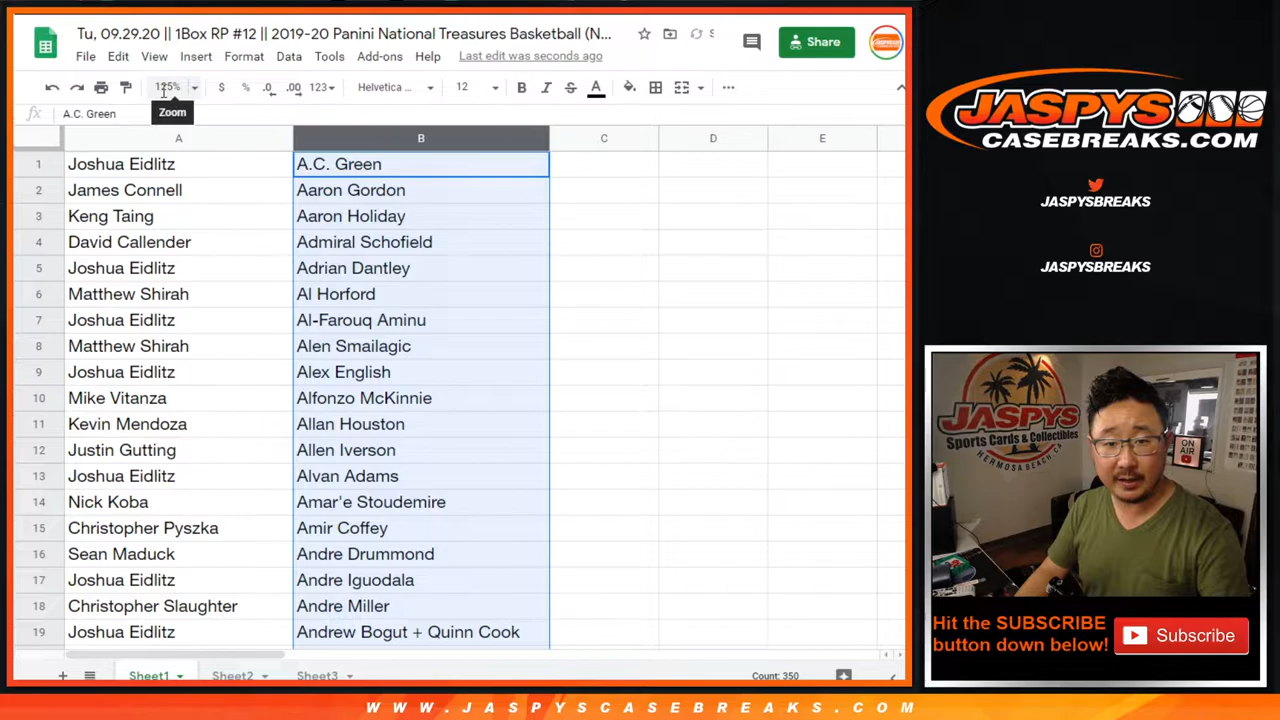 Tu, 09.29.20 || 1Box RP #12 || 2019-20 Panini National Treasures Basketball (N...
S
Share
File Edit View Insert Format Data Tools Add-ons Help Last edit was seconds ago
125% $ % .0 .00 123 Helvetica ... 12 B I S A
Zoom
fx A.C. Green
A B C D E
1 Joshua Eidlitz A.C. Green
2 James Connell Aaron Gordon
3 Keng Taing Aaron Holiday
4 David Callender Admiral Schofield
5 Joshua Eidlitz Adrian Dantley
6 Matthew Shirah Al Horford
7 Joshua Eidlitz Al-Farouq Aminu
8 Matthew Shirah Alen Smailagic
9 Joshua Eidlitz Alex English
10 Mike Vitanza Alfonzo McKinnie
11 Kevin Mendoza Allan Houston
12 Justin Gutting Allen Iverson
13 Joshua Eidlitz Alvan Adams
14 Nick Koba Amar'e Stoudemire
15 Christopher Pyszka Amir Coffey
16 Sean Maduck Andre Drummond
17 Joshua Eidlitz Andre Iguodala
18 Christopher Slaughter Andre Miller
19 Joshua Eidlitz Andrew Bogut + Quinn Cook
Sheet1 Sheet2 Sheet3 Count: 350
JASPYS
CASEBREAKS.COM
JASPYSBREAKS
JASPYSBREAKS
JASPYS
Sports Cards & Collectibles
HERMOSA BEACH, CA
ON
AIR
Hit the SUBSCRIBE
button down below!
Subscribe
WWW.JASPYSCASEBREAKS.COM